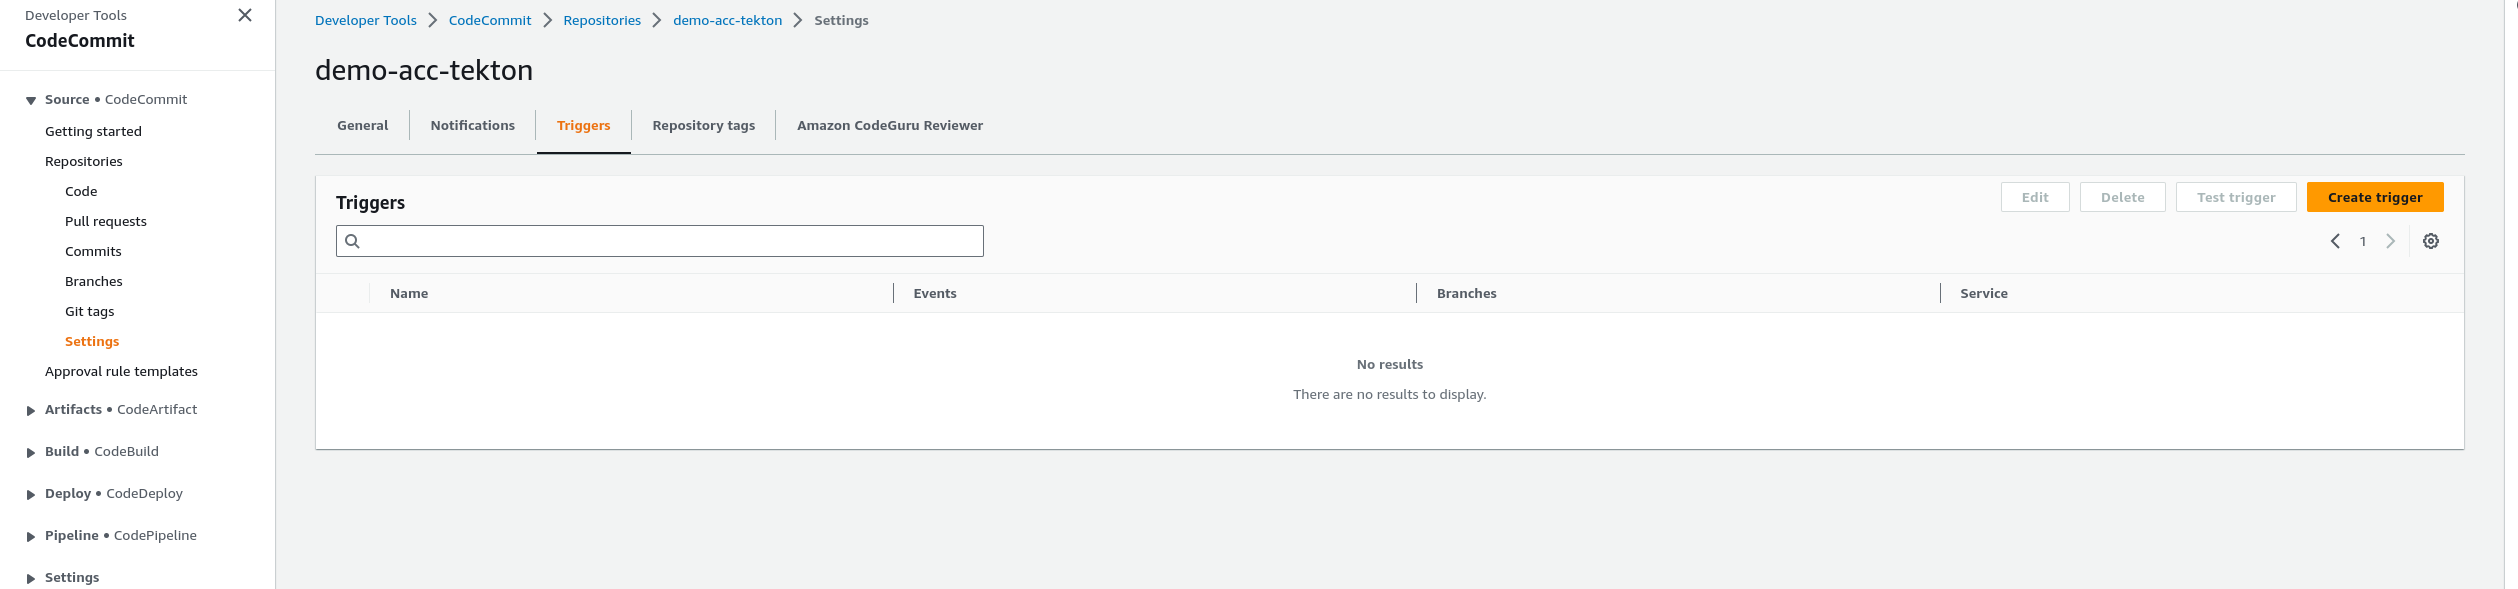 Developer Tools
CodeCommit
Source • CodeCommit
Getting started
Repositories
Code
Pull requests
Commits
Branches
Git tags
Settings
Approval rule templates
Artifacts • CodeArtifact
Build • CodeBuild
Deploy • CodeDeploy
Pipeline • CodePipeline
Settings
Developer Tools > CodeCommit > Repositories > demo-acc-tekton > Settings
demo-acc-tekton
General Notifications Triggers Repository tags Amazon CodeGuru Reviewer
Triggers
Edit Delete Test trigger Create trigger
1
Name Events Branches Service
No results
There are no results to display.